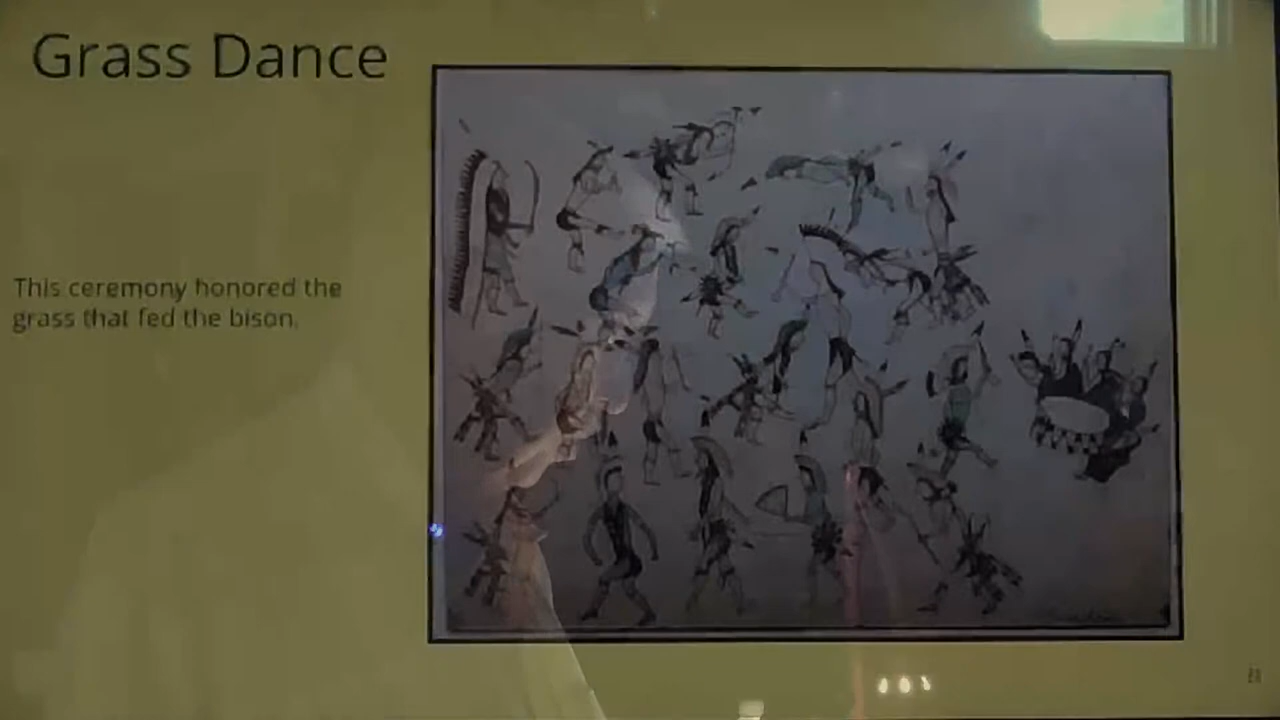 Grass Dance
This ceremony honored the
grass that fed the bison.